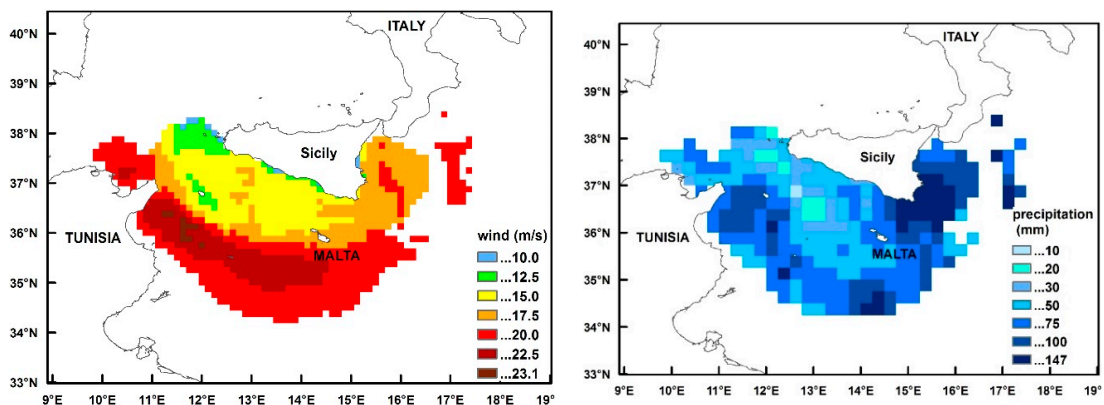 ITALY
40°N
39°N
38°N
Sicily
37°N
36°N
TUNISIA
35°N
MALTA
34°N
33°N
wind (m/s)
...10.0
...12.5
...15.0
...17.5
...20.0
...22.5
...23.1
9°E 10°E 11°E 12°E 13°E 14°E 15°E 16°E 17°E 18°E 19°
ITALY
40°N
39°N
38°N
Sicily
37°N
36°N
TUNISIA
35°N
MALTA
34°N
33°N
precipitation
(mm)
...10
...20
...30
...50
...75
...100
...147
9°E 10°E 11°E 12°E 13°E 14°E 15°E 16°E 17°E 18°E 19°